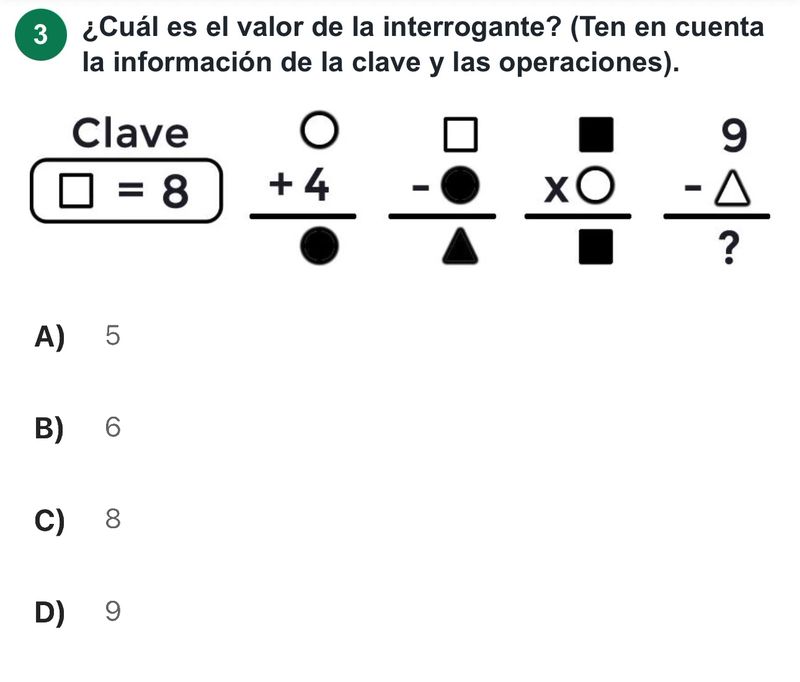 3 ¿Cuál es el valor de la interrogante? (Ten en cuenta
la información de la clave y las operaciones).
Clave
□ = 8
○
+ 4
●
□
- ●
▲
■
x ○
■
9
- △
?
A) 5
B) 6
C) 8
D) 9